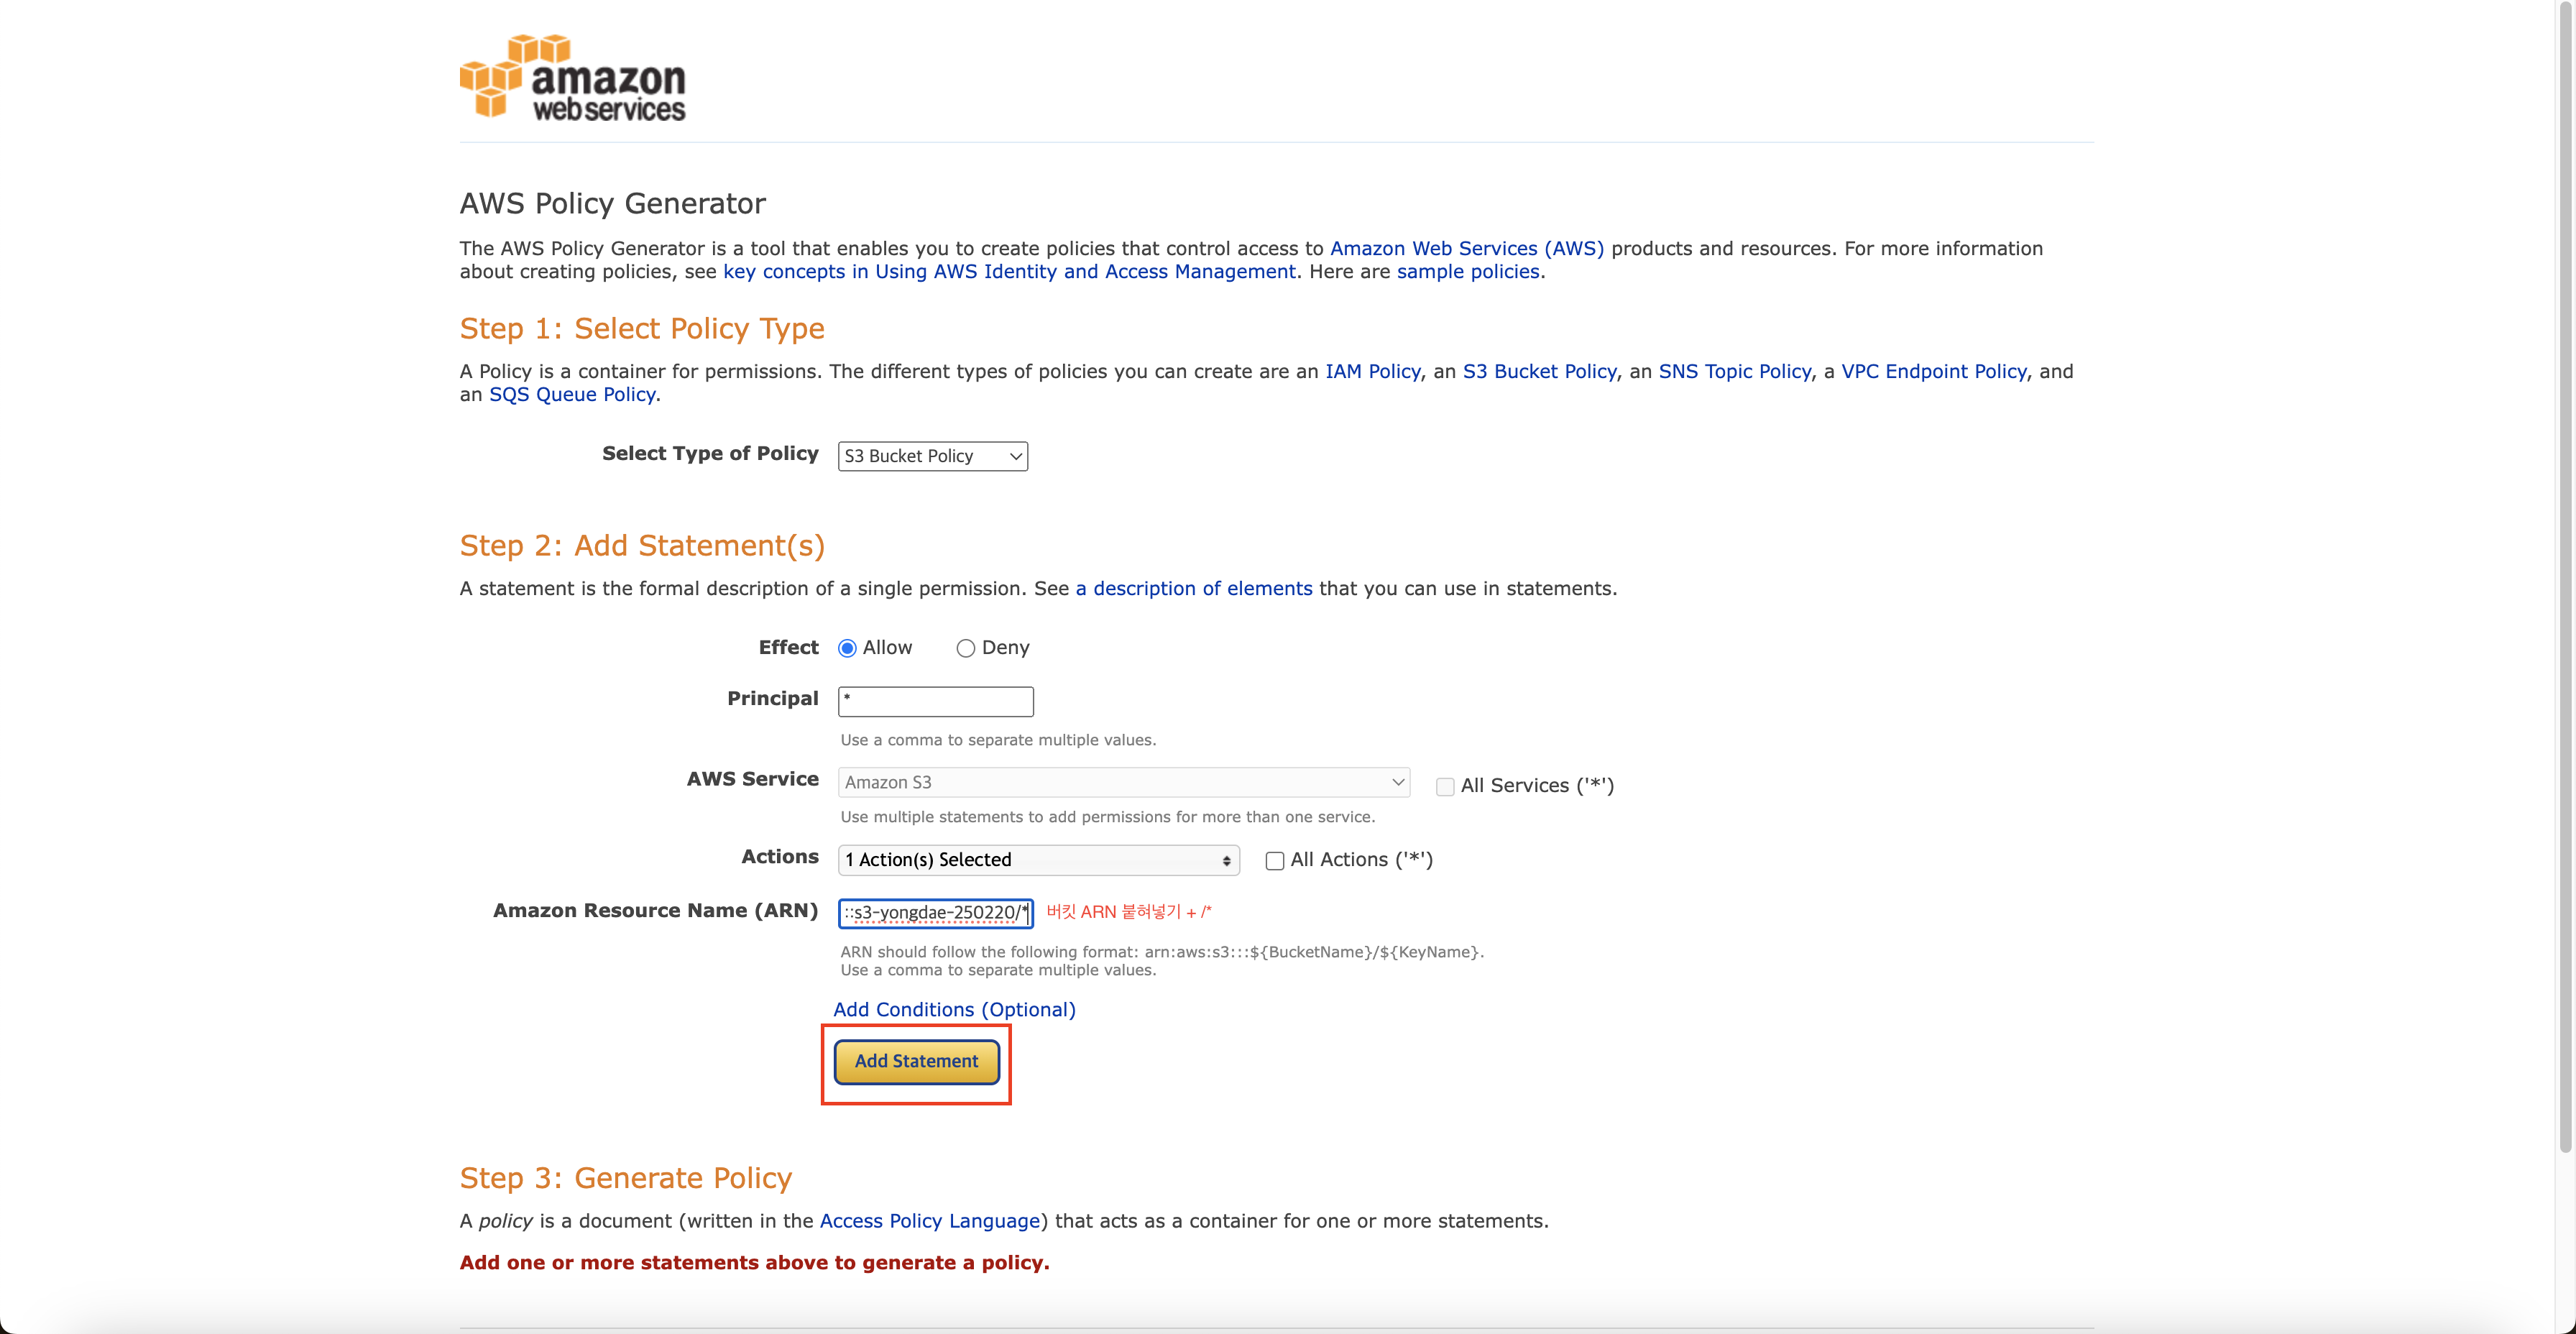 amazon
webservices
AWS Policy Generator
The AWS Policy Generator is a tool that enables you to create policies that control access to Amazon Web Services (AWS) products and resources. For more information
about creating policies, see key concepts in Using AWS Identity and Access Management. Here are sample policies.
Step 1: Select Policy Type
A Policy is a container for permissions. The different types of policies you can create are an IAM Policy, an S3 Bucket Policy, an SNS Topic Policy, a VPC Endpoint Policy, and
an SQS Queue Policy.
Select Type of Policy S3 Bucket Policy
Step 2: Add Statement(s)
A statement is the formal description of a single permission. See a description of elements that you can use in statements.
Effect Allow Deny
Principal *
Use a comma to separate multiple values.
AWS Service Amazon S3 All Services ('*')
Use multiple statements to add permissions for more than one service.
Actions 1 Action(s) Selected All Actions ('*')
Amazon Resource Name (ARN) ::s3-yongdae-250220/* 버킷 ARN 붙혀넣기 + /*
ARN should follow the following format: arn:aws:s3:::${BucketName}/${KeyName}.
Use a comma to separate multiple values.
Add Conditions (Optional)
Add Statement
Step 3: Generate Policy
A policy is a document (written in the Access Policy Language) that acts as a container for one or more statements.
Add one or more statements above to generate a policy.